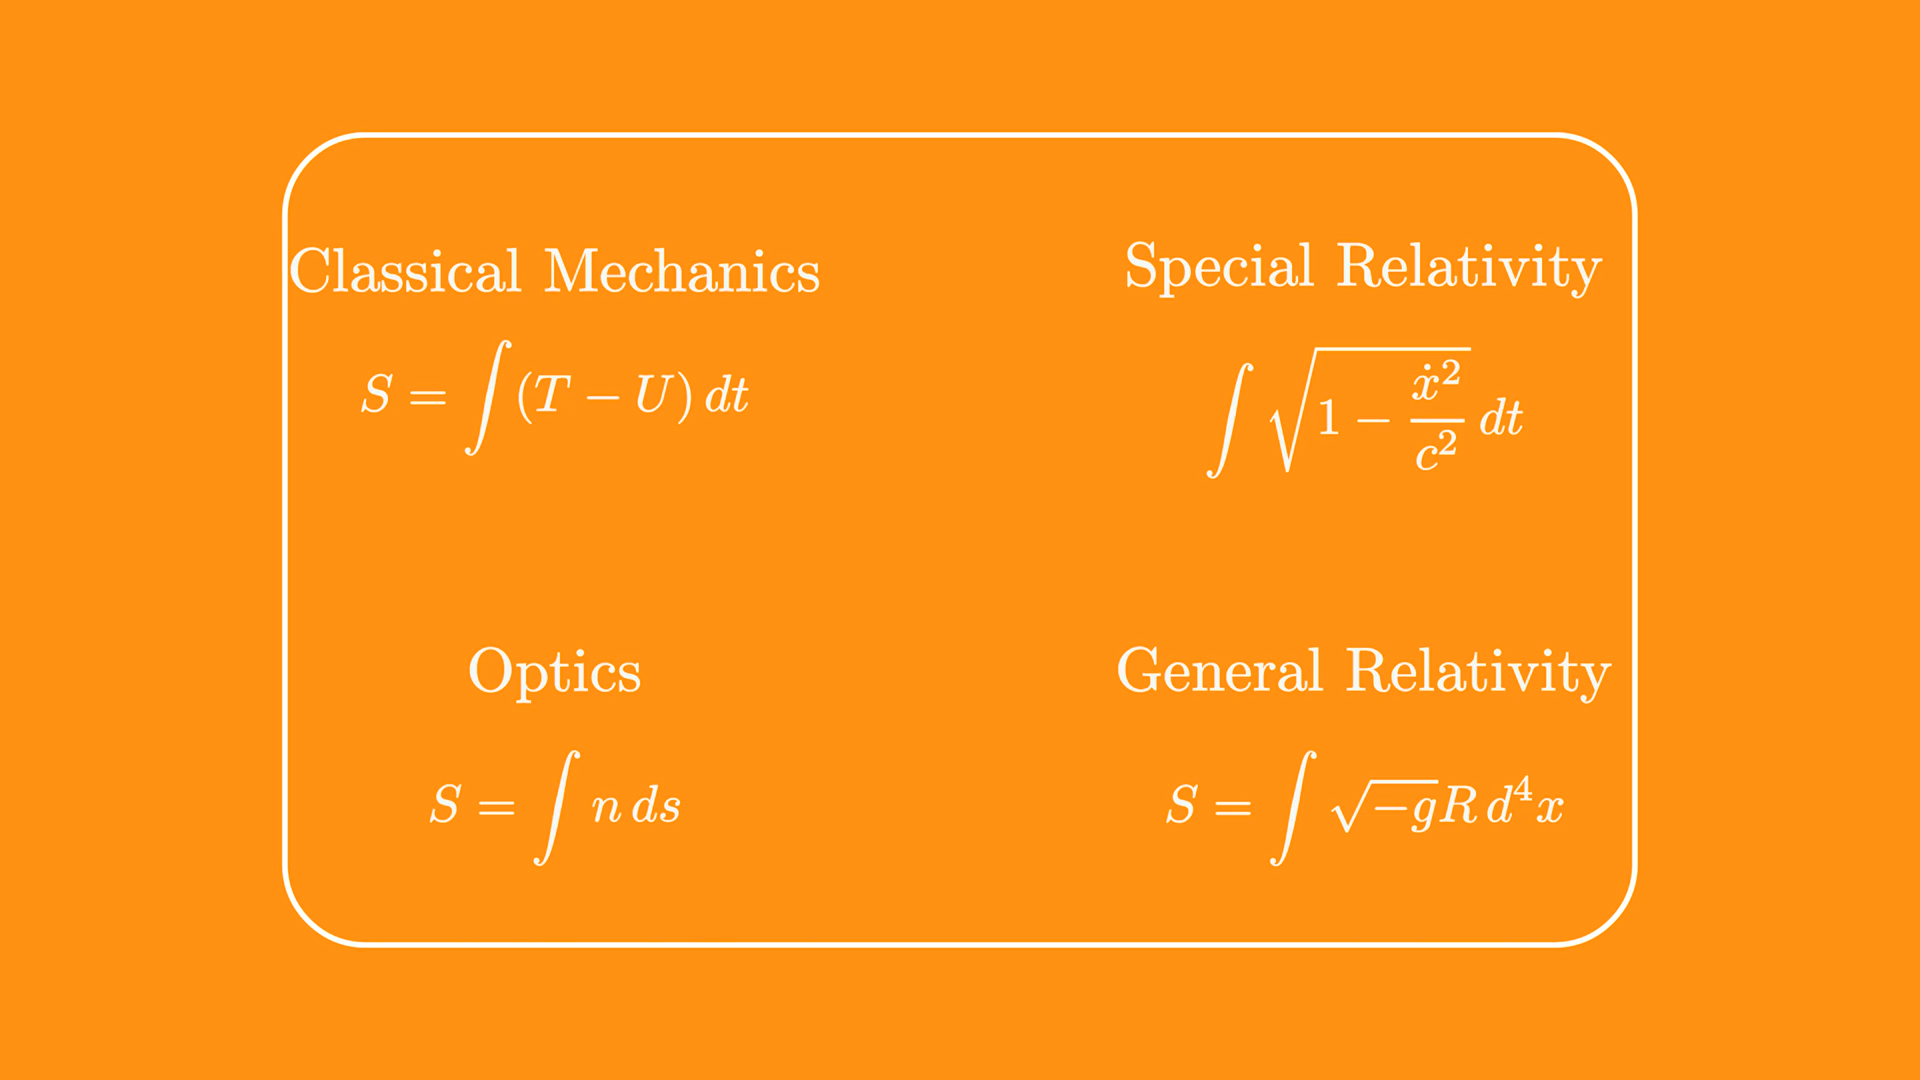 Classical Mechanics
S = ∫ (T − U) dt
Special Relativity
∫ √(1 − ẋ²/c²) dt
Optics
S = ∫ n ds
General Relativity
S = ∫ √−g R d⁴x